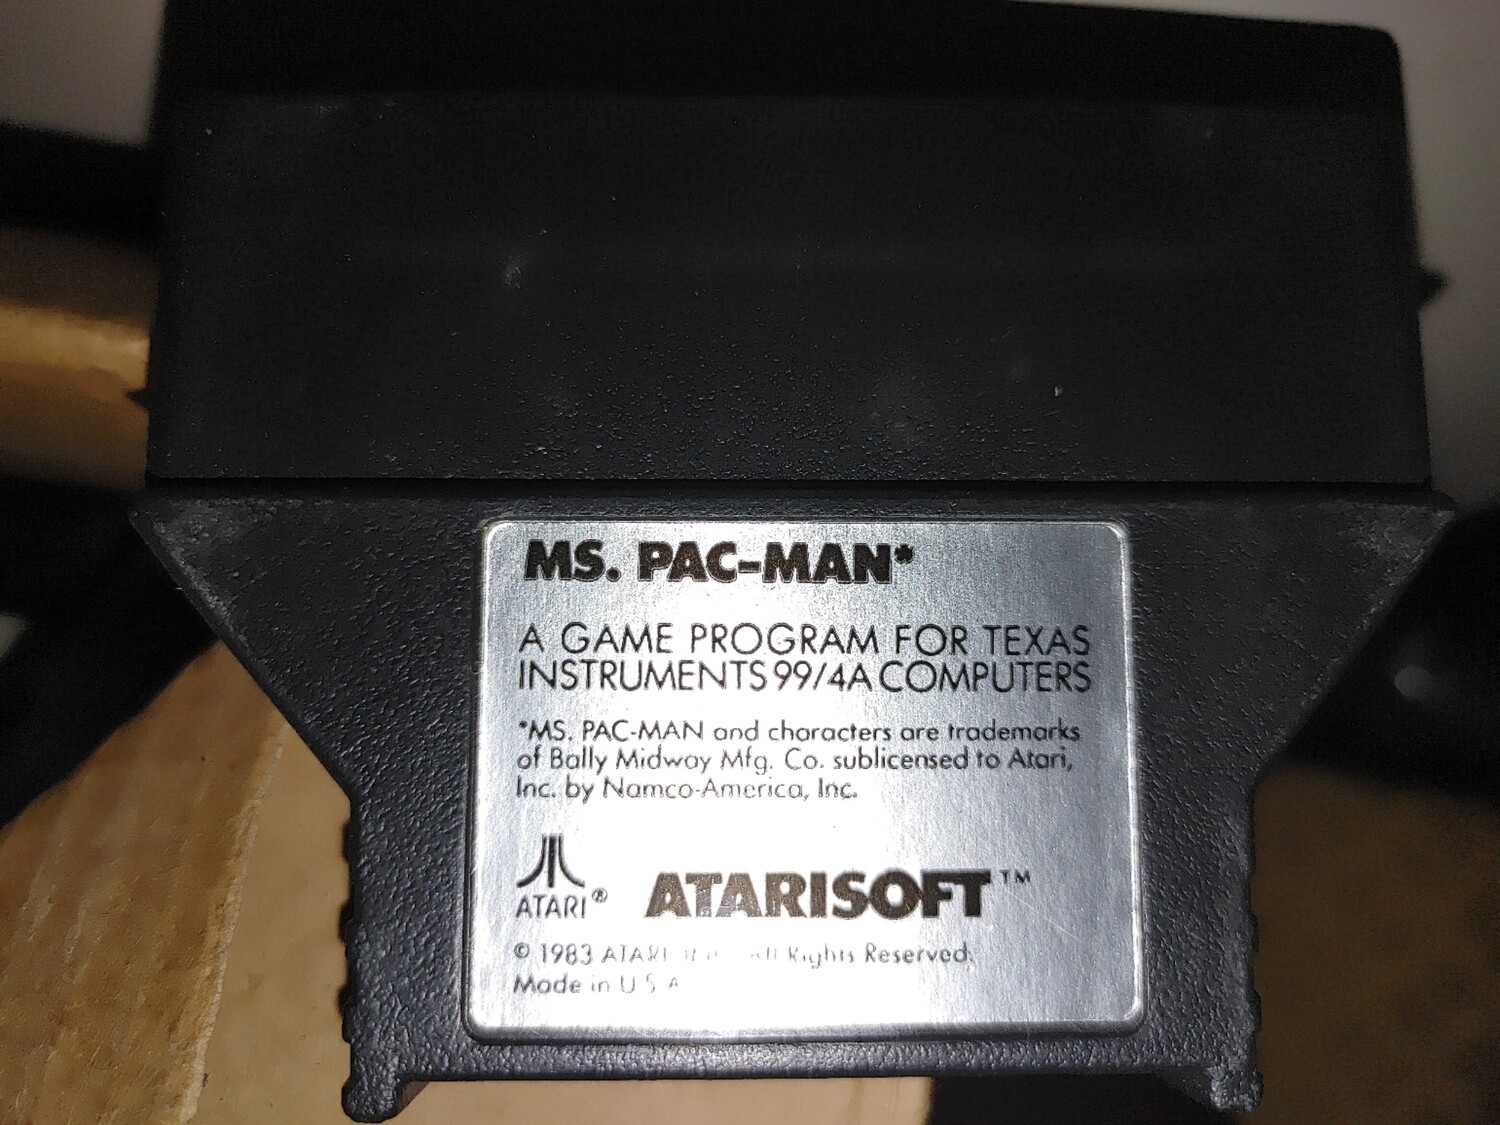 MS. PAC-MAN*
A GAME PROGRAM FOR TEXAS
INSTRUMENTS 99/4A COMPUTERS
*MS. PAC-MAN and characters are trademarks
of Bally Midway Mfg. Co. sublicensed to Atari,
Inc. by Namco-America, Inc.
ATARI®
ATARISOFT™
© 1983 ATARI All Rights Reserved.
Made in U S A